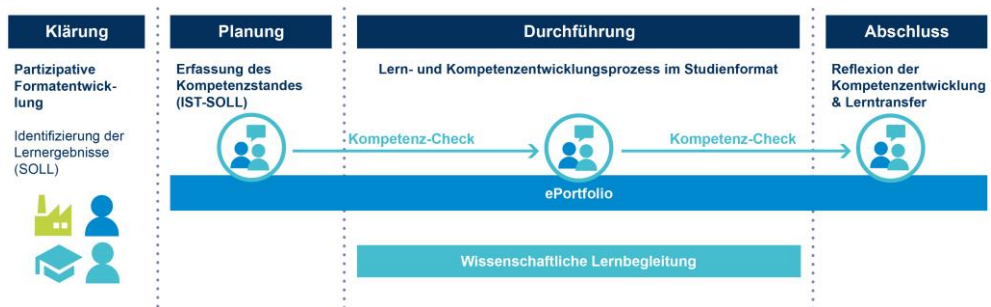 Klärung
Partizipative
Formatentwick-
lung
Identifizierung der
Lernergebnisse
(SOLL)
Planung
Erfassung des
Kompetenzstandes
(IST-SOLL)
Durchführung
Lern- und Kompetenzentwicklungsprozess im Studienformat
Kompetenz-Check
Kompetenz-Check
Abschluss
Reflexion der
Kompetenzentwicklung
& Lerntransfer
ePortfolio
Wissenschaftliche Lernbegleitung